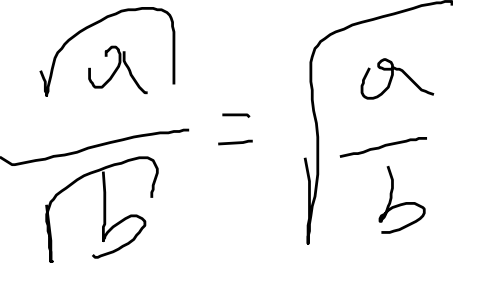 √a / √b = √(a / b)